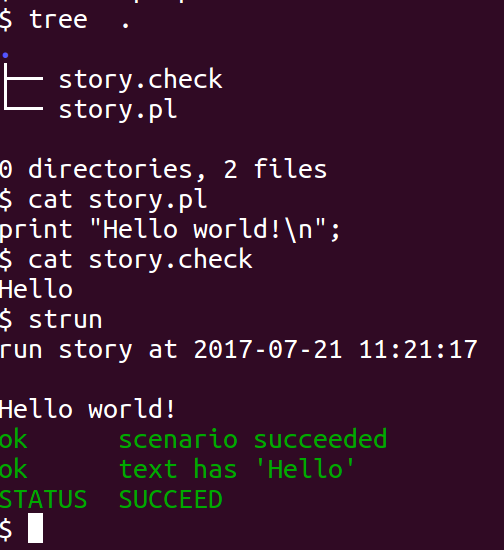 $ tree  .
.
├── story.check
└── story.pl

0 directories, 2 files
$ cat story.pl
print "Hello world!\n";
$ cat story.check
Hello
$ strun
run story at 2017-07-21 11:21:17

Hello world!
ok      scenario succeeded
ok      text has 'Hello'
STATUS  SUCCEED
$